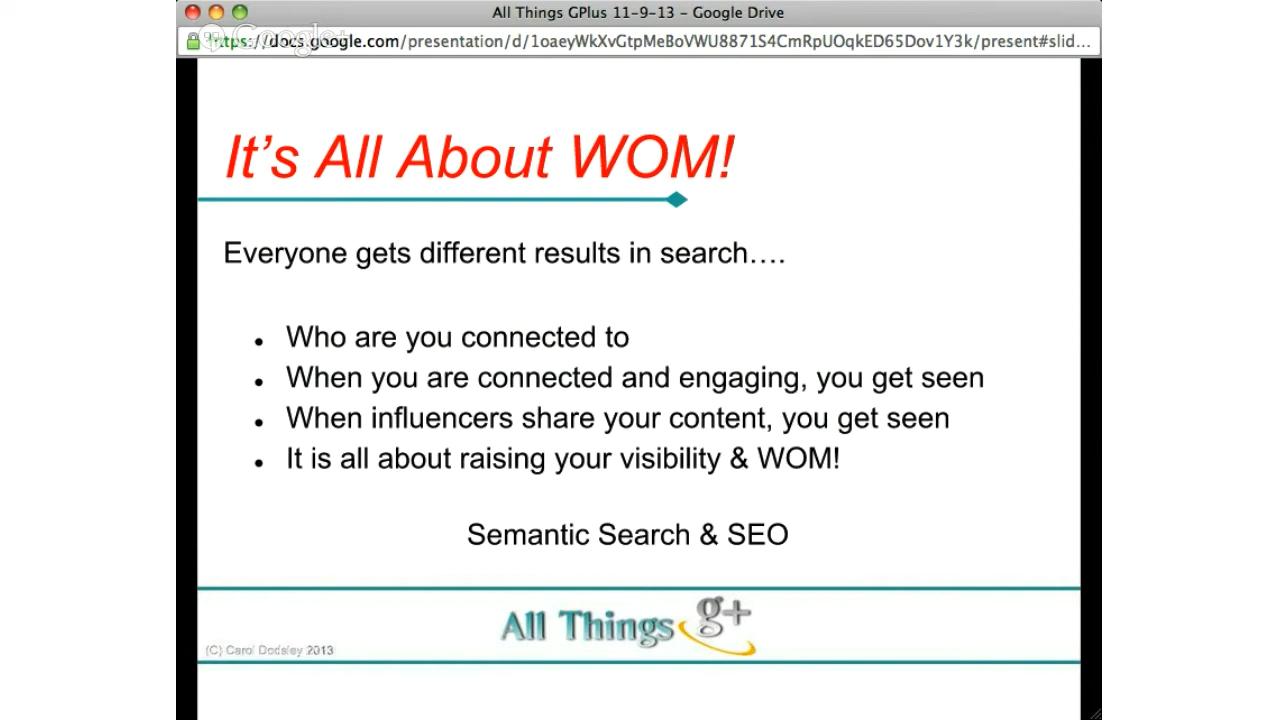 All Things GPlus 11-9-13 – Google Drive
Google+
https://docs.google.com/presentation/d/1oaeyWkXvGtpMeBoVWU8871S4CmRpUOqkED65Dov1Y3k/present#slid...
It's All About WOM!
Everyone gets different results in search….
• Who are you connected to
• When you are connected and engaging, you get seen
• When influencers share your content, you get seen
• It is all about raising your visibility & WOM!
Semantic Search & SEO
All Things g+
(C) Carol Dodsley 2013